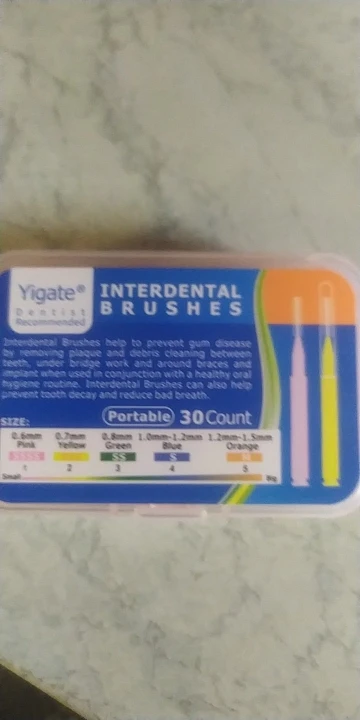 Yigate®
Dentist
Recommended
INTERDENTAL
BRUSHES
Interdental Brushes help to prevent gum disease
by removing plaque and debris cleaning between
teeth, under bridge work and around braces and
implant when used in conjunction with a healthy oral
hygiene routine. Interdental Brushes can also help
prevent tooth decay and reduce bad breath.
Portable 30Count
SIZE:
0.6mm 0.7mm 0.8mm 1.0mm-1.2mm 1.2mm-1.5mm
Pink Yellow Green Blue Orange
SSSS SS S M
1 2 3 4 5
Small Big